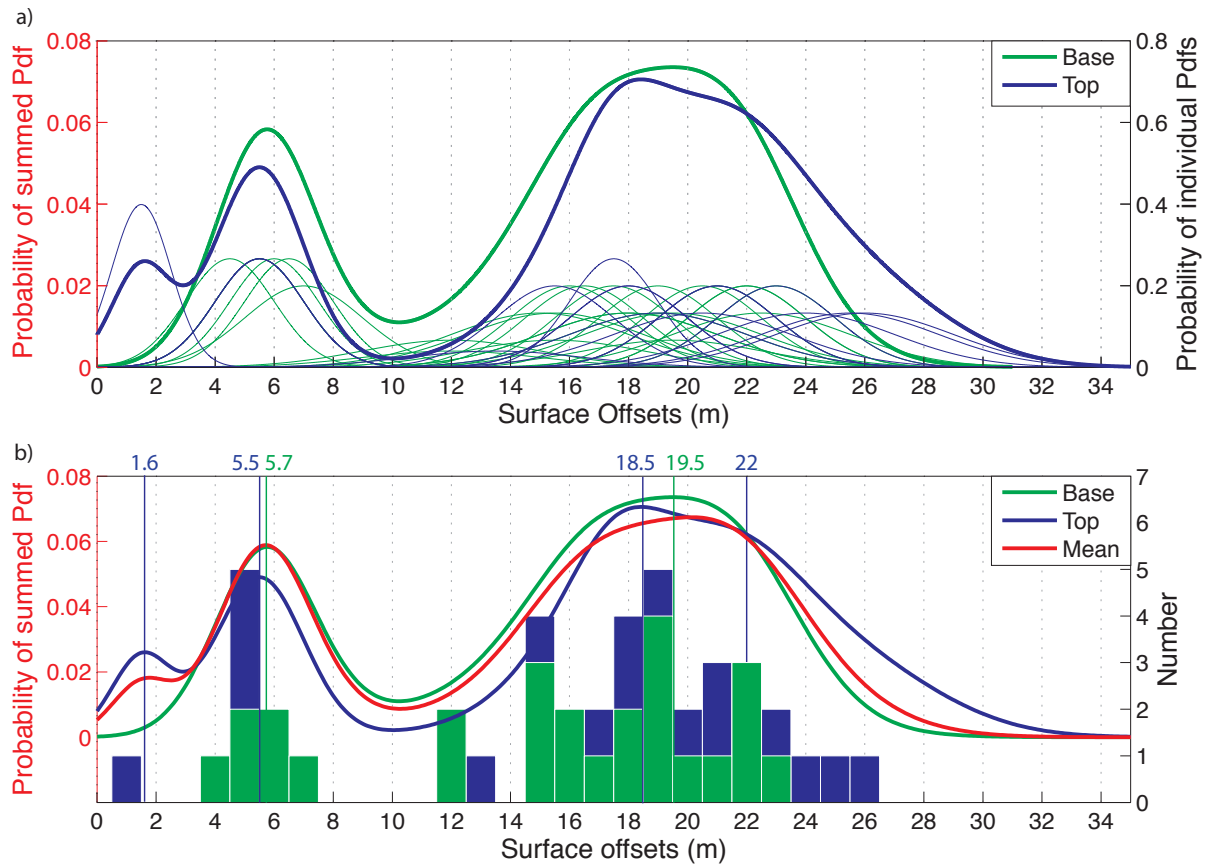 a)
Probability of summed Pdf
0.08
0.06
0.04
0.02
0
0.8
0.6
0.4
0.2
0
Probability of individual Pdfs
Base
Top
0 2 4 6 8 10 12 14 16 18 20 22 24 26 28 30 32 34
Surface Offsets (m)
b)
1.6 5.5 5.7 18.5 19.5 22
Probability of summed Pdf
0.08
0.06
0.04
0.02
0
7
6
5
4
3
2
1
0
Number
Base
Top
Mean
0 2 4 6 8 10 12 14 16 18 20 22 24 26 28 30 32 34
Surface offsets (m)